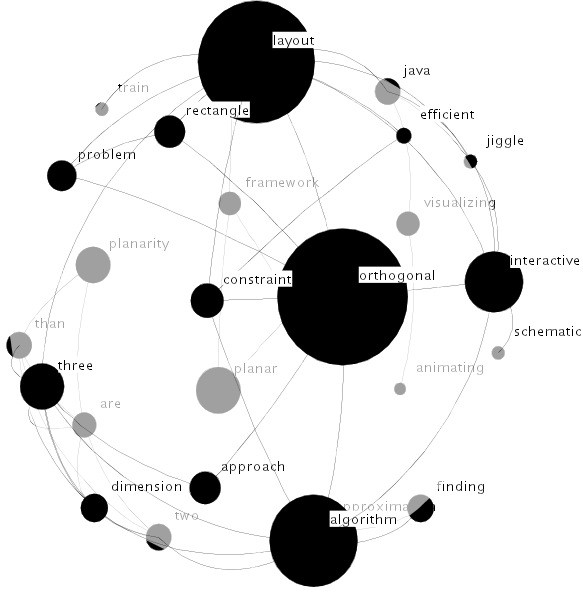 layout
java
train
rectangle
efficient
jiggle
problem
framework
visualizing
planarity
interactive
constraint
orthogonal
than
schematic
three
planar
animating
are
approach
dimension
finding
two
algorithm